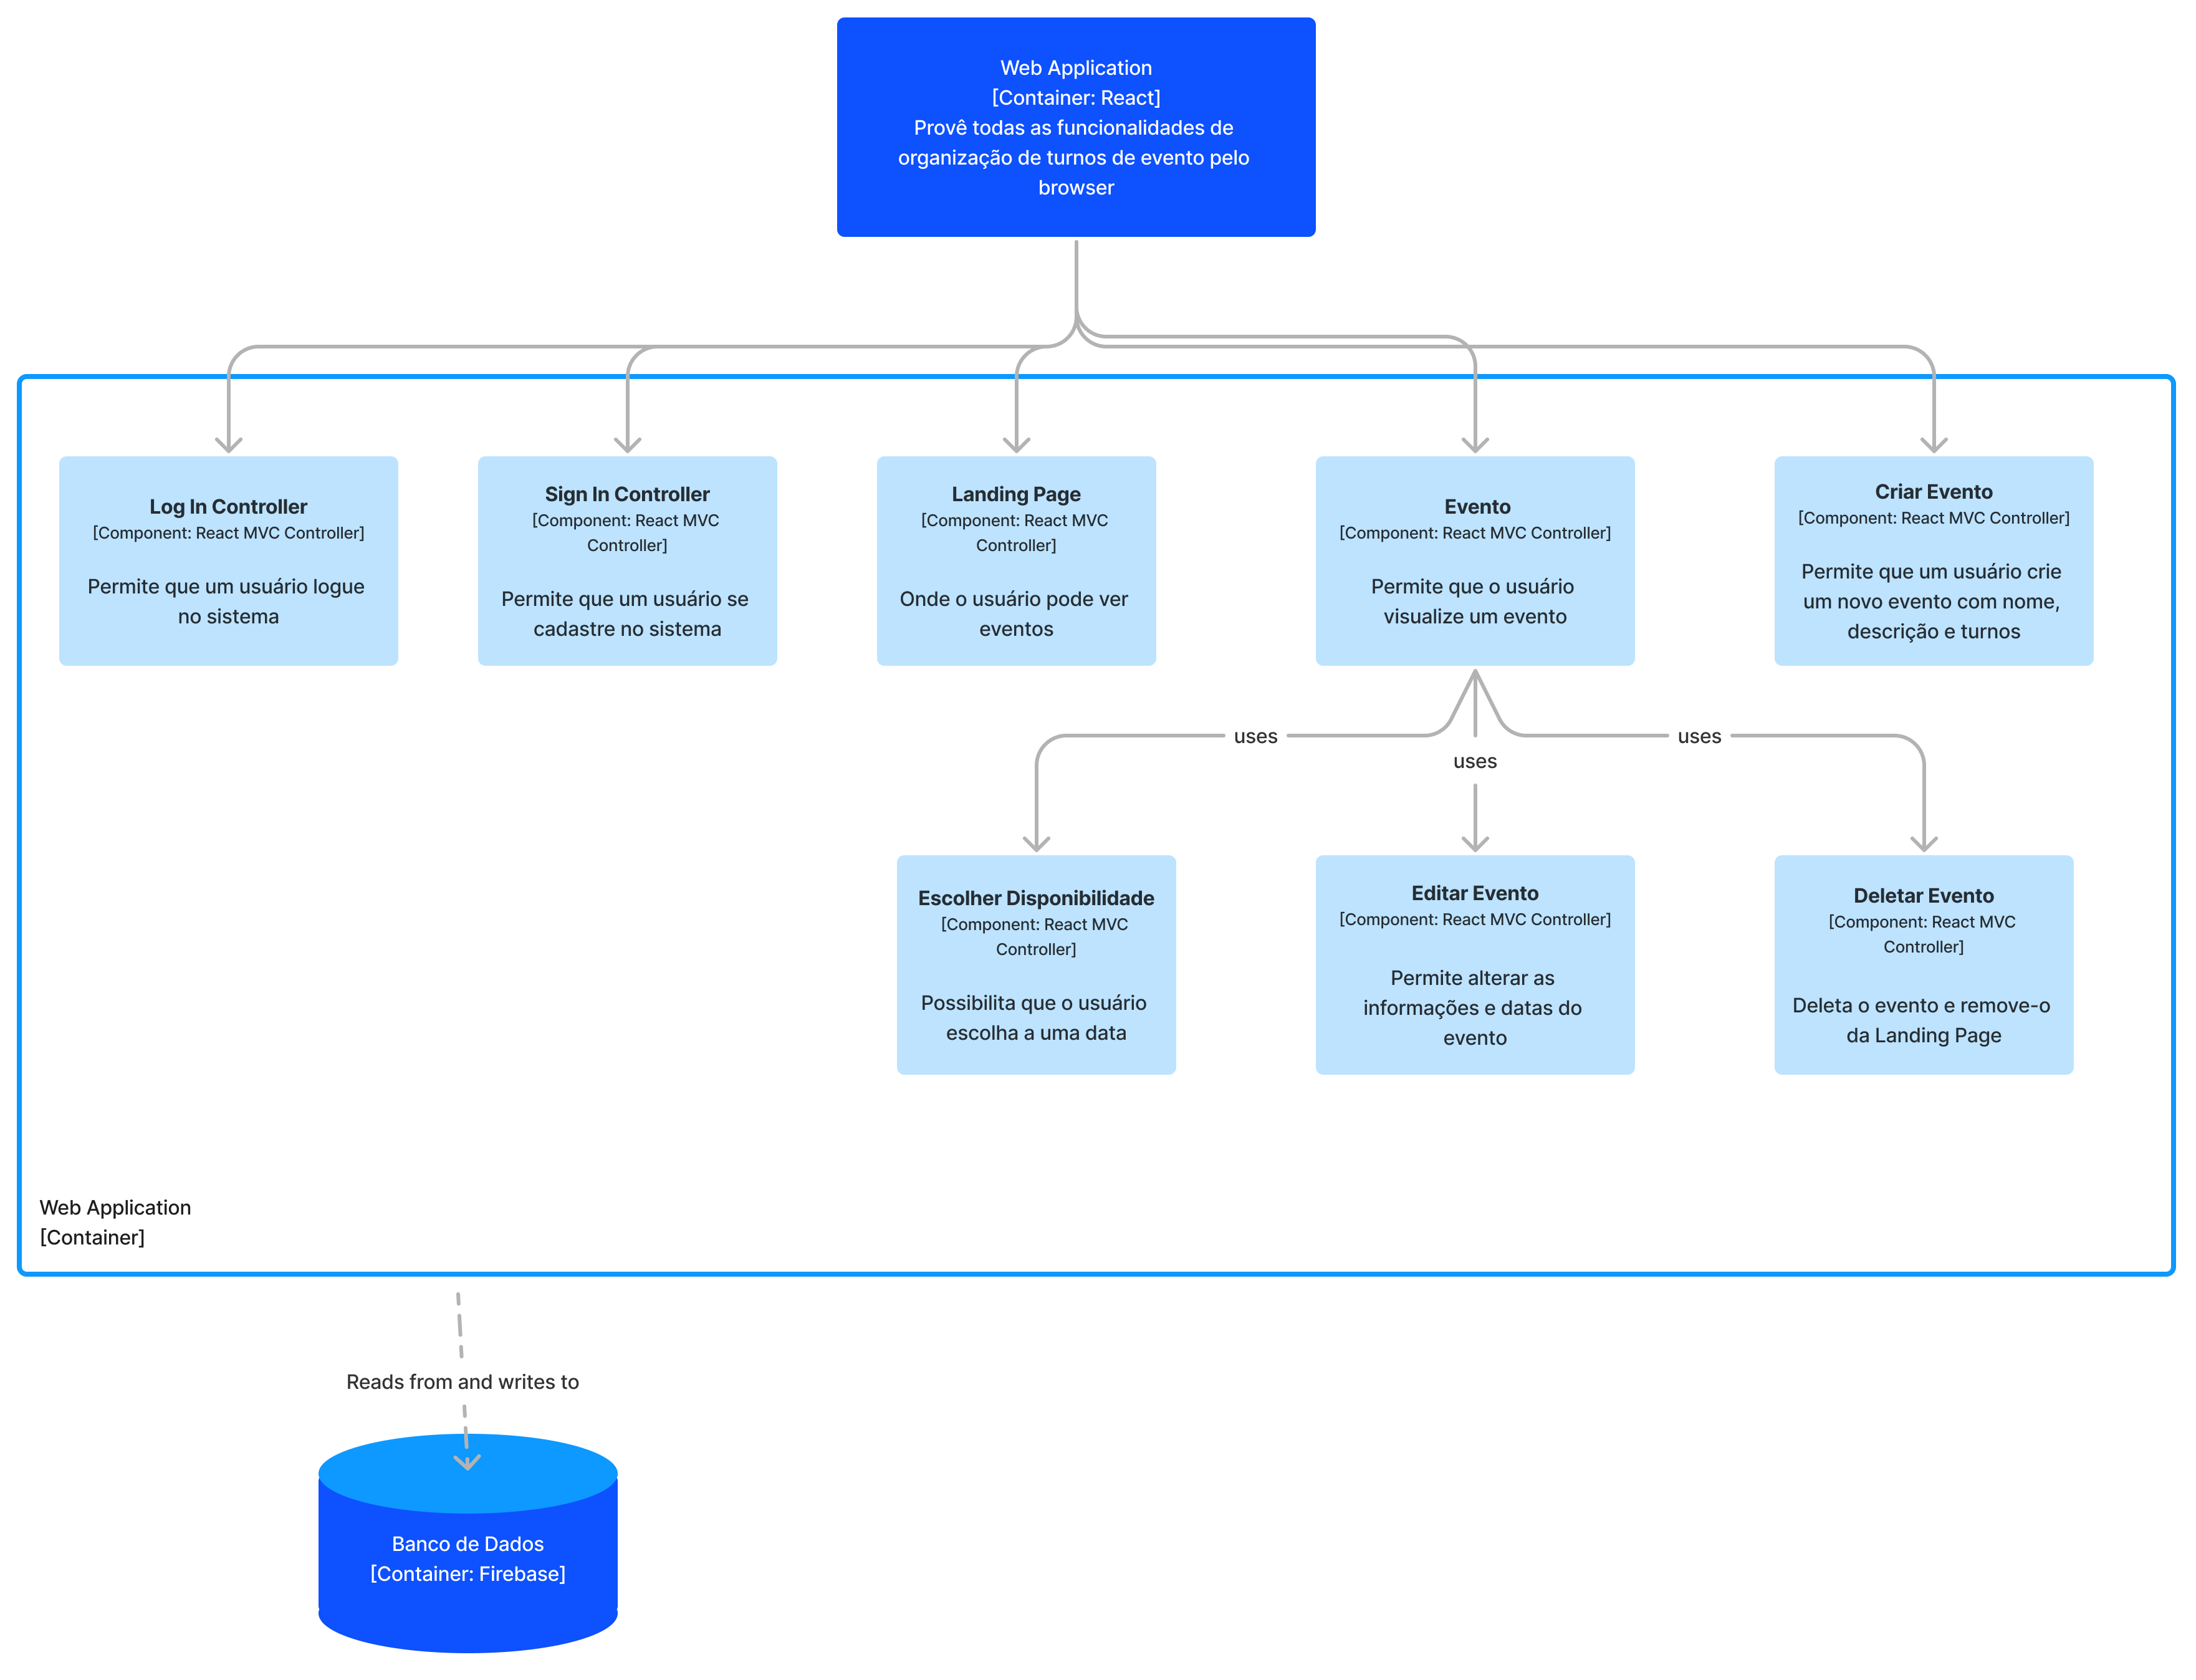 Web Application
[Container: React]
Provê todas as funcionalidades de
organização de turnos de evento pelo
browser
Log In Controller
[Component: React MVC Controller]
Permite que um usuário logue
no sistema
Sign In Controller
[Component: React MVC
Controller]
Permite que um usuário se
cadastre no sistema
Landing Page
[Component: React MVC
Controller]
Onde o usuário pode ver
eventos
Evento
[Component: React MVC Controller]
Permite que o usuário
visualize um evento
Criar Evento
[Component: React MVC Controller]
Permite que um usuário crie
um novo evento com nome,
descrição e turnos
uses
uses
uses
Escolher Disponibilidade
[Component: React MVC
Controller]
Possibilita que o usuário
escolha a uma data
Editar Evento
[Component: React MVC Controller]
Permite alterar as
informações e datas do
evento
Deletar Evento
[Component: React MVC
Controller]
Deleta o evento e remove-o
da Landing Page
Web Application
[Container]
Reads from and writes to
Banco de Dados
[Container: Firebase]